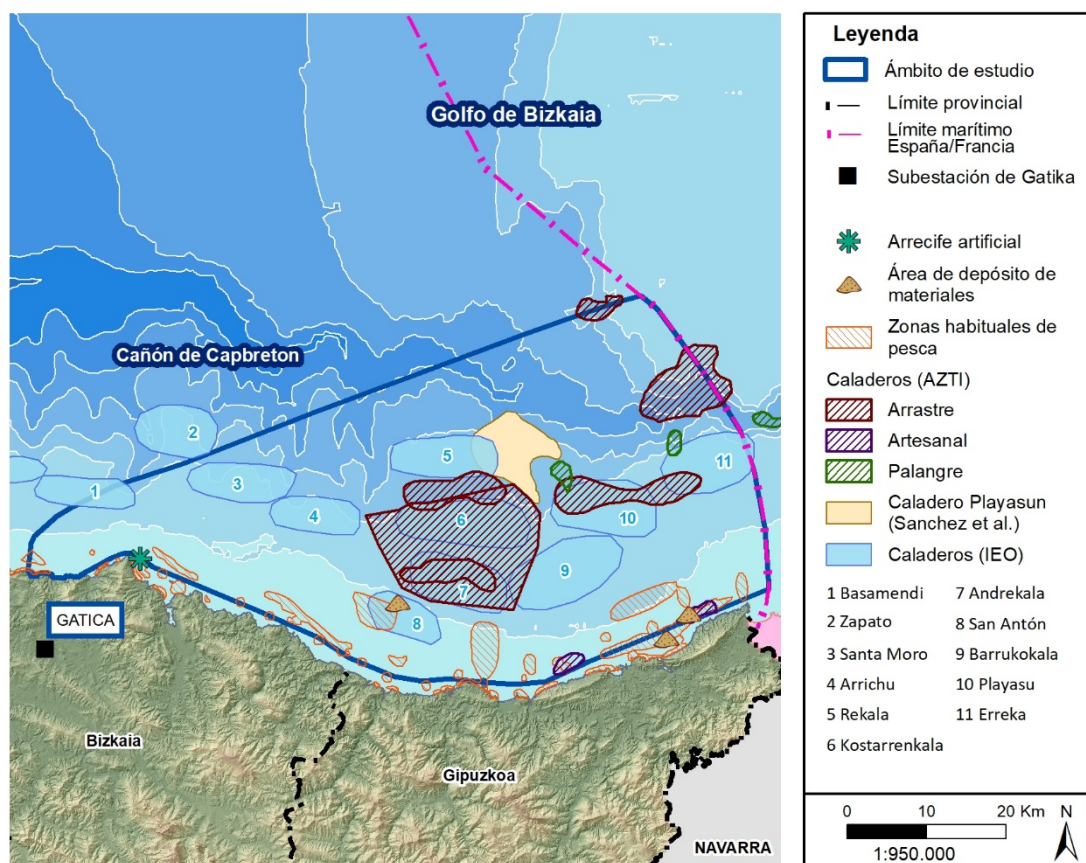 Golfo de Bizkaia
Cañón de Capbreton
2
5
11
1
3
4
6
10
9
7
8
GATICA
Bizkaia
Gipuzkoa
NAVARRA
Leyenda
Ámbito de estudio
Límite provincial
Límite marítimo
España/Francia
Subestación de Gatika
Arrecife artificial
Área de depósito de
materiales
Zonas habituales de
pesca
Caladeros (AZTI)
Arrastre
Artesanal
Palangre
Caladero Playasun
(Sanchez et al.)
Caladeros (IEO)
1 Basamendi
2 Zapato
3 Santa Moro
4 Arrichu
5 Rekala
6 Kostarrenkala
7 Andrekala
8 San Antón
9 Barrukokala
10 Playasu
11 Erreka
0 10 20 Km
N
1:950.000